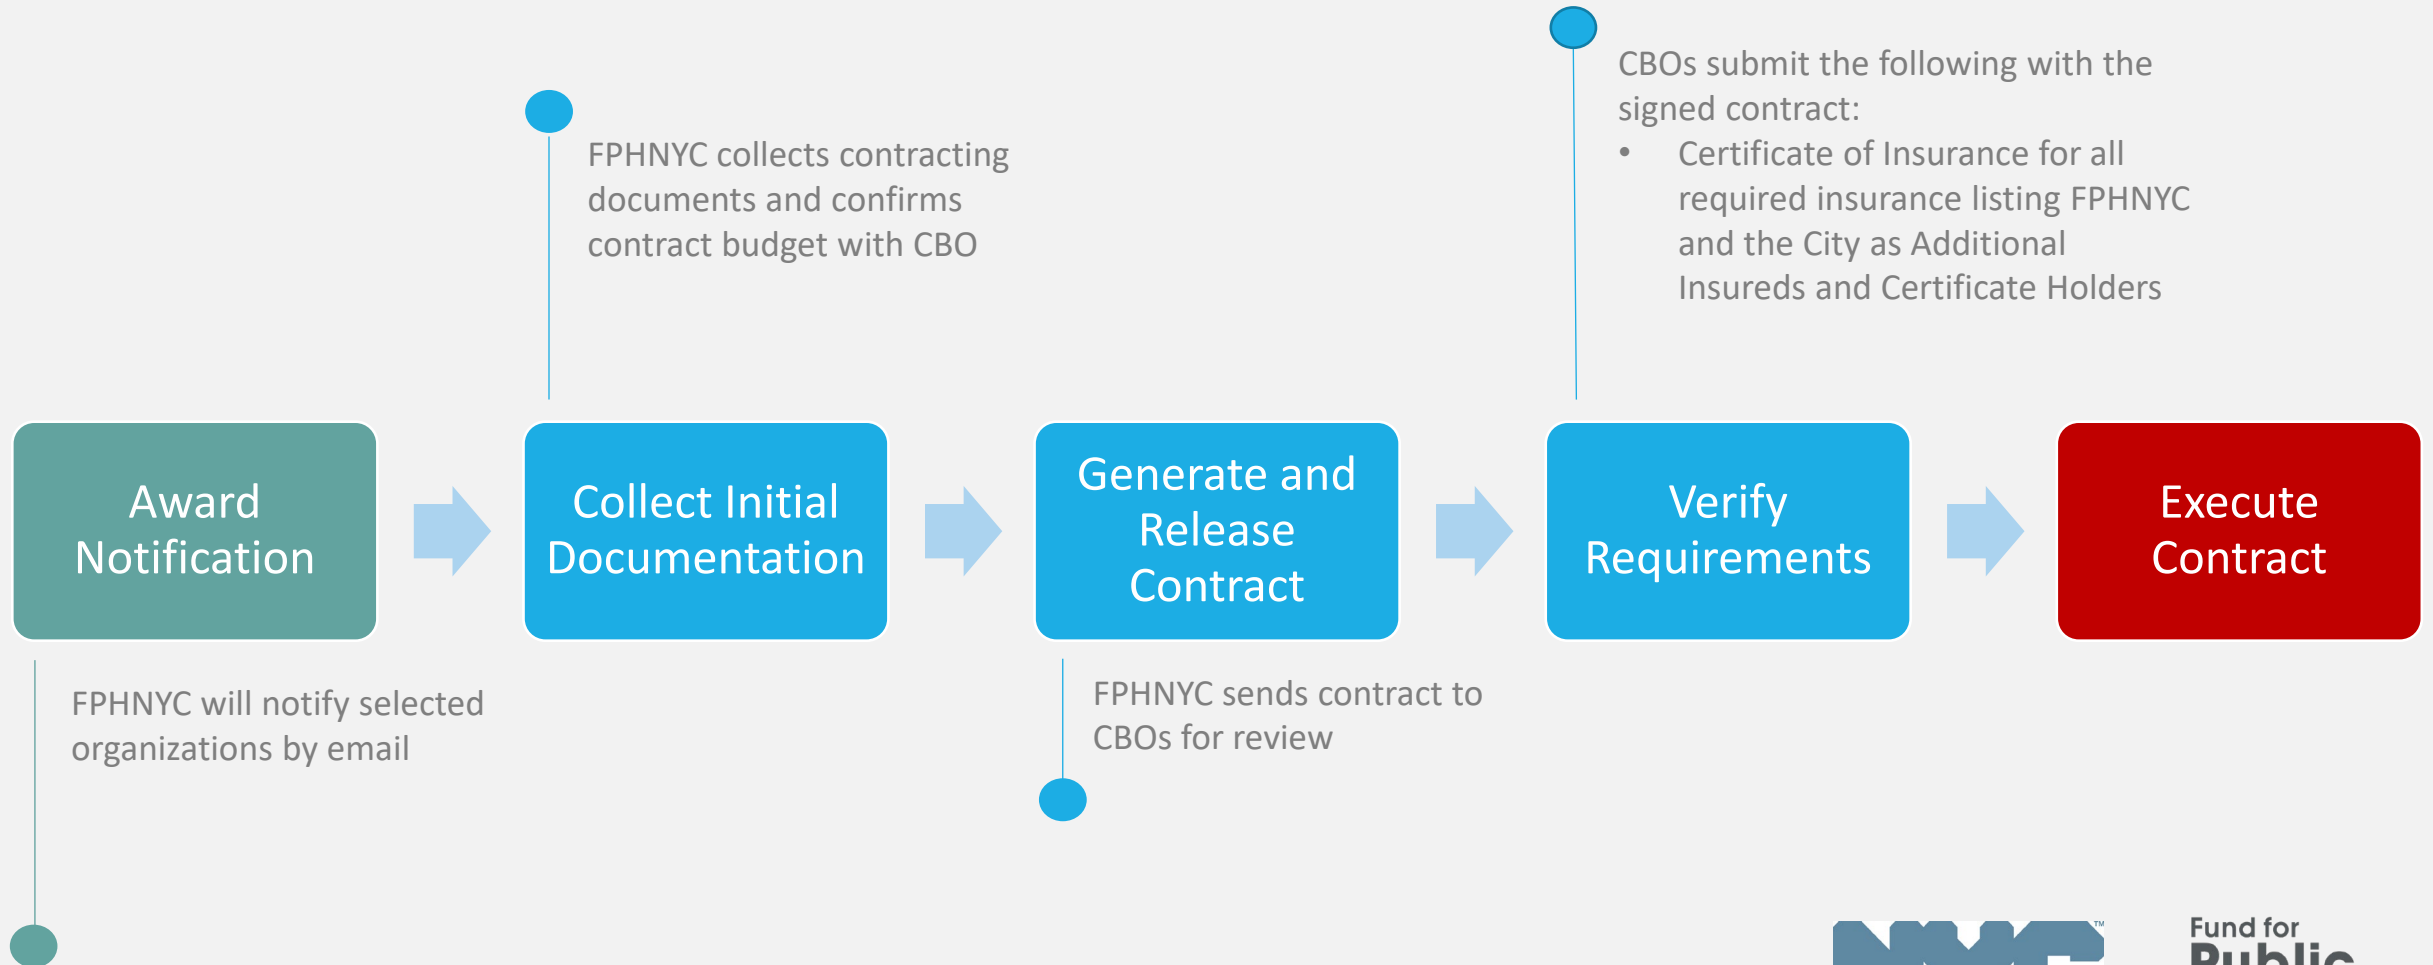 CBOs submit the following with the
signed contract:
• Certificate of Insurance for all
required insurance listing FPHNYC
and the City as Additional
Insureds and Certificate Holders
FPHNYC collects contracting
documents and confirms
contract budget with CBO
Award
Notification
Collect Initial
Documentation
Generate and
Release
Contract
Verify
Requirements
Execute
Contract
FPHNYC will notify selected
organizations by email
FPHNYC sends contract to
CBOs for review
NYC
TM
Fund for
Public